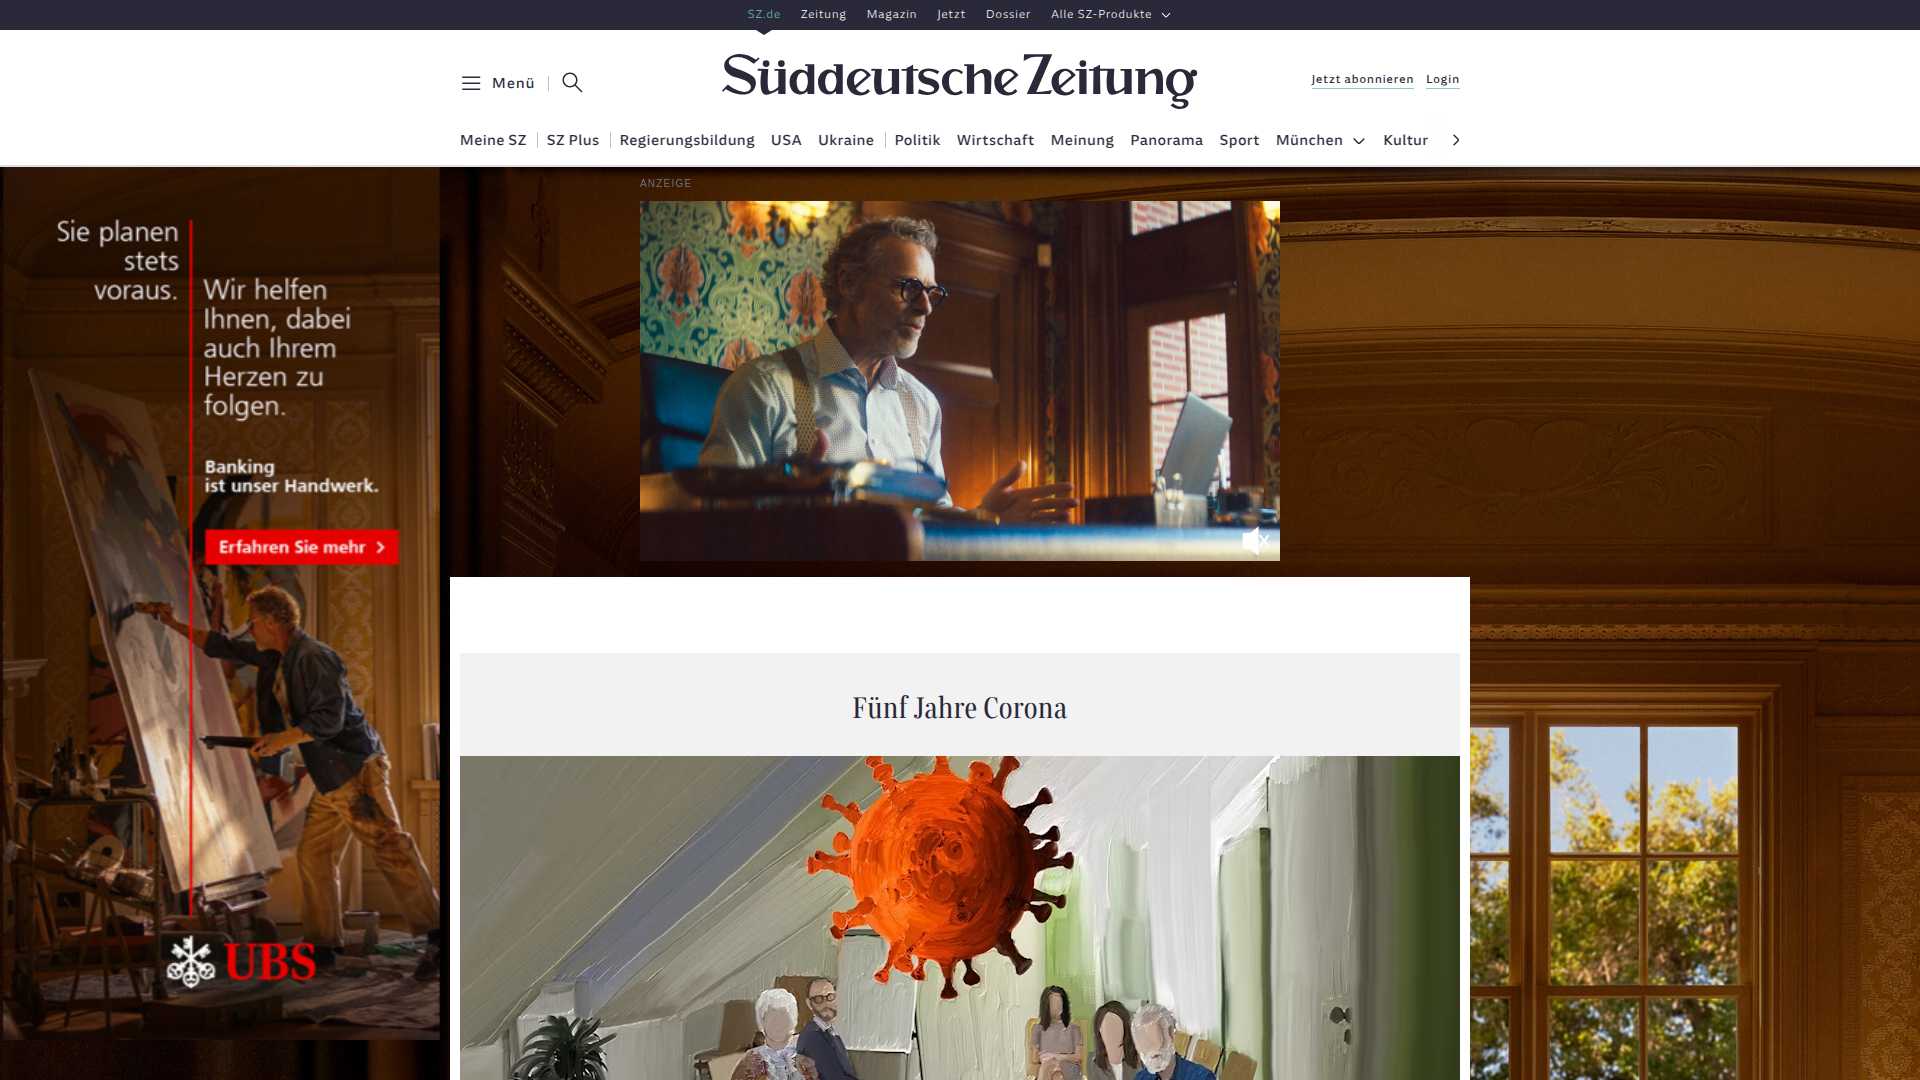 SZ.de Zeitung Magazin Jetzt Dossier Alle SZ-Produkte
Menü
Süddeutsche Zeitung
Jetzt abonnieren Login
Meine SZ SZ Plus Regierungsbildung USA Ukraine Politik Wirtschaft Meinung Panorama Sport München Kultur
ANZEIGE
Sie planen
stets
voraus.
Wir helfen
Ihnen, dabei
auch Ihrem
Herzen zu
folgen.
Banking
ist unser Handwerk.
Erfahren Sie mehr
UBS
Fünf Jahre Corona